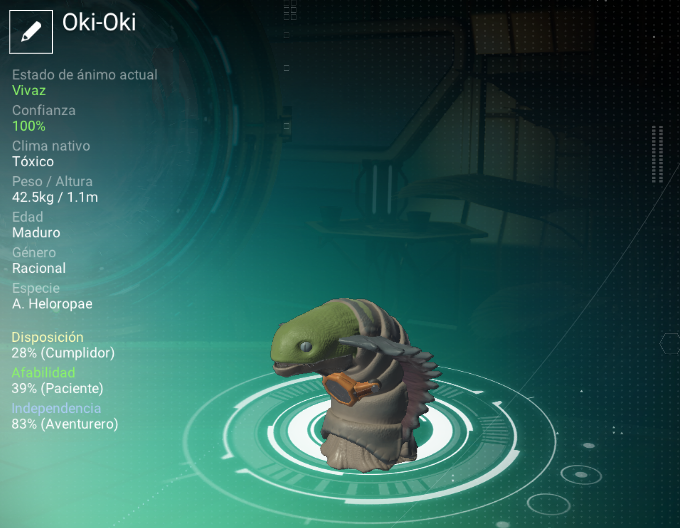 Oki-Oki
Estado de ánimo actual
Vivaz
Confianza
100%
Clima nativo
Tóxico
Peso / Altura
42.5kg / 1.1m
Edad
Maduro
Género
Racional
Especie
A. Heloropae
Disposición
28% (Cumplidor)
Afabilidad
39% (Paciente)
Independencia
83% (Aventurero)